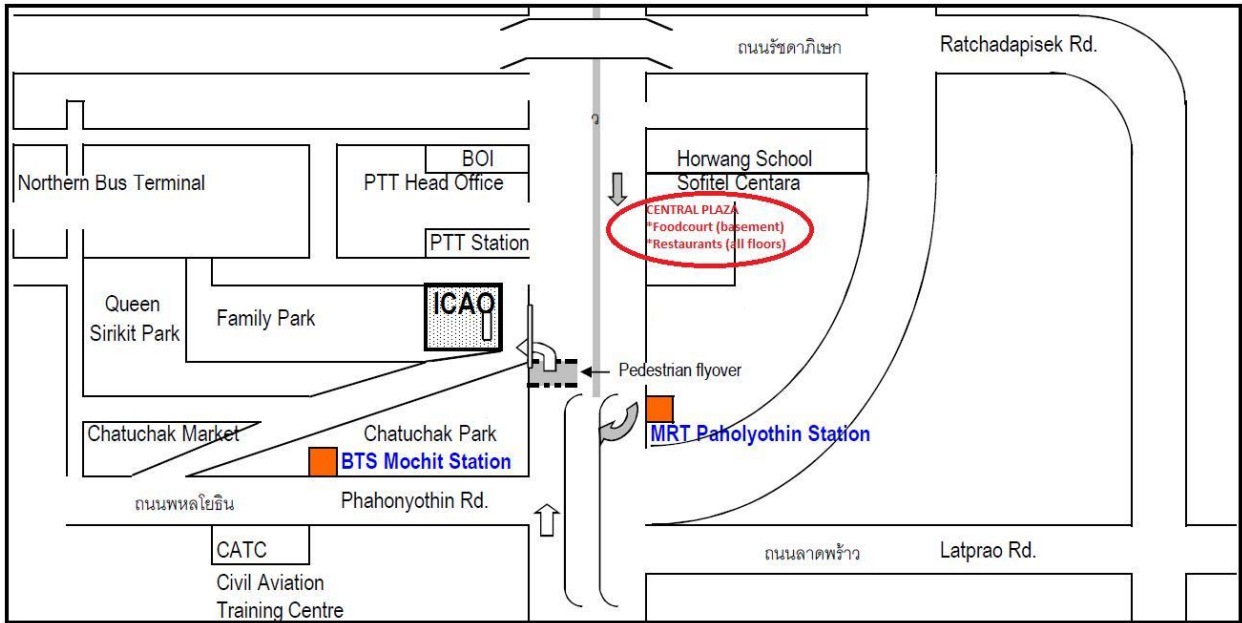 ถนนรัชดาภิเษก
Ratchadapisek Rd.
ว
BOI
Horwang School
Northern Bus Terminal
PTT Head Office
Sofitel Centara
CENTRAL PLAZA
*Foodcourt (basement)
*Restaurants (all floors)
PTT Station
Queen
Sirikit Park
Family Park
ICAO
Pedestrian flyover
Chatuchak Market
Chatuchak Park
MRT Paholyothin Station
BTS Mochit Station
ถนนพหลโยธิน
Phahonyothin Rd.
CATC
Civil Aviation
Training Centre
ถนนลาดพร้าว
Latprao Rd.